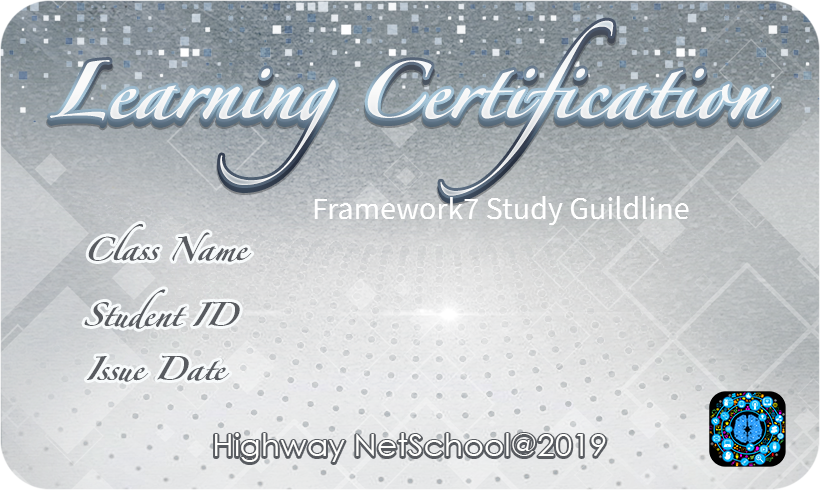 Learning Certification
Framework7 Study Guildline
Class Name
Student ID
Issue Date
Highway NetSchool@2019